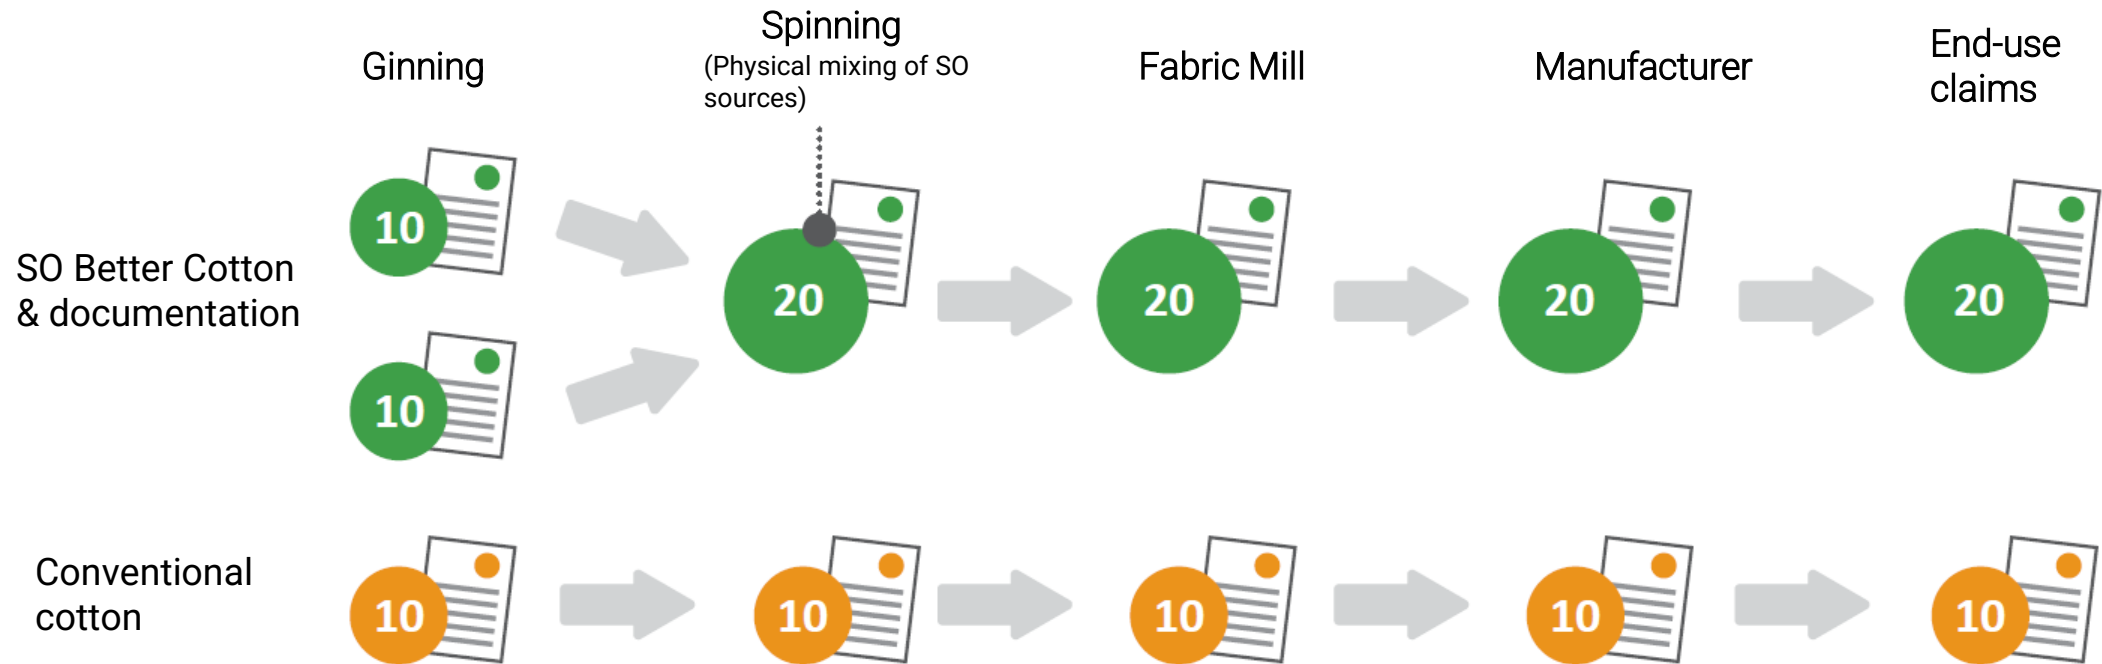 Ginning
Spinning
(Physical mixing of SO
sources)
Fabric Mill
Manufacturer
End-use
claims
SO Better Cotton
& documentation
10
10
20
20
20
20
Conventional
cotton
10
10
10
10
10